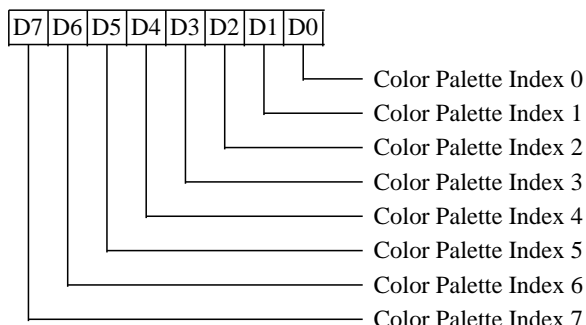 D7 D6 D5 D4 D3 D2 D1 D0
Color Palette Index 0
Color Palette Index 1
Color Palette Index 2
Color Palette Index 3
Color Palette Index 4
Color Palette Index 5
Color Palette Index 6
Color Palette Index 7